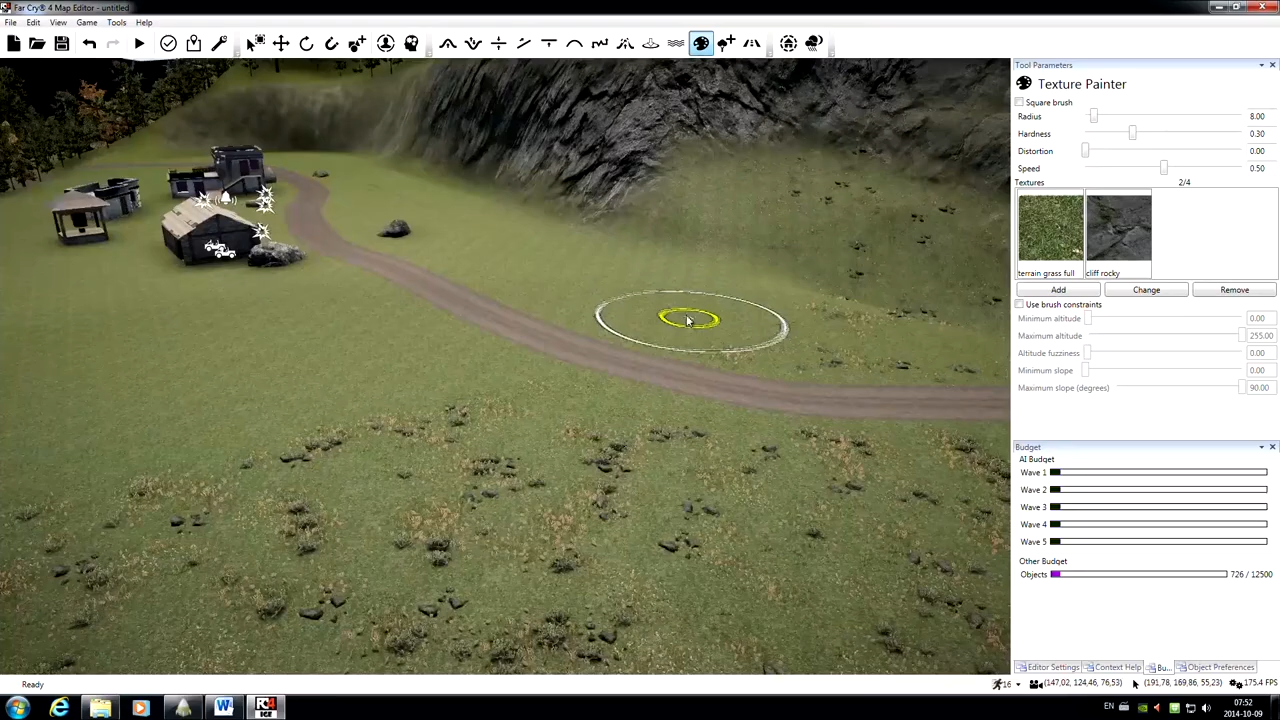 Far Cry® 4 Map Editor - untitled
File Edit View Game Tools Help
Tool Parameters
Texture Painter
Square brush
Radius 8.00
Hardness 0.30
Distortion 0.00
Speed 0.50
Textures 2/4
terrain grass full cliff rocky
Add Change Remove
Use brush constraints
Minimum altitude 0.00
Maximum altitude 255.00
Altitude fuzziness 0.00
Minimum slope 0.00
Maximum slope (degrees) 90.00
Budget
AI Budget
Wave 1
Wave 2
Wave 3
Wave 4
Wave 5
Other Budget
Objects 726 / 12500
Editor Settings Context Help Bu... Object Preferences
Ready 16 (147,02, 124,46, 76,53) (191,78, 169,86, 55,23) 175.4 FPS
EN 07:52
2014-10-09